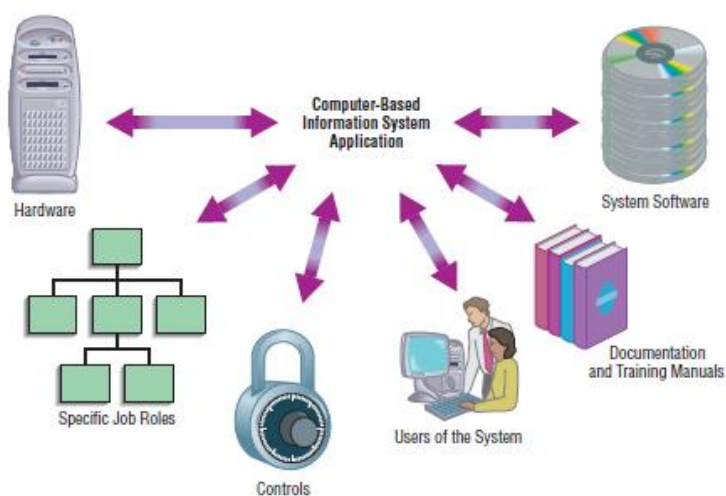 Computer-Based
Information System
Application
Hardware
System Software
Specific Job Roles
Controls
Users of the System
Documentation
and Training Manuals